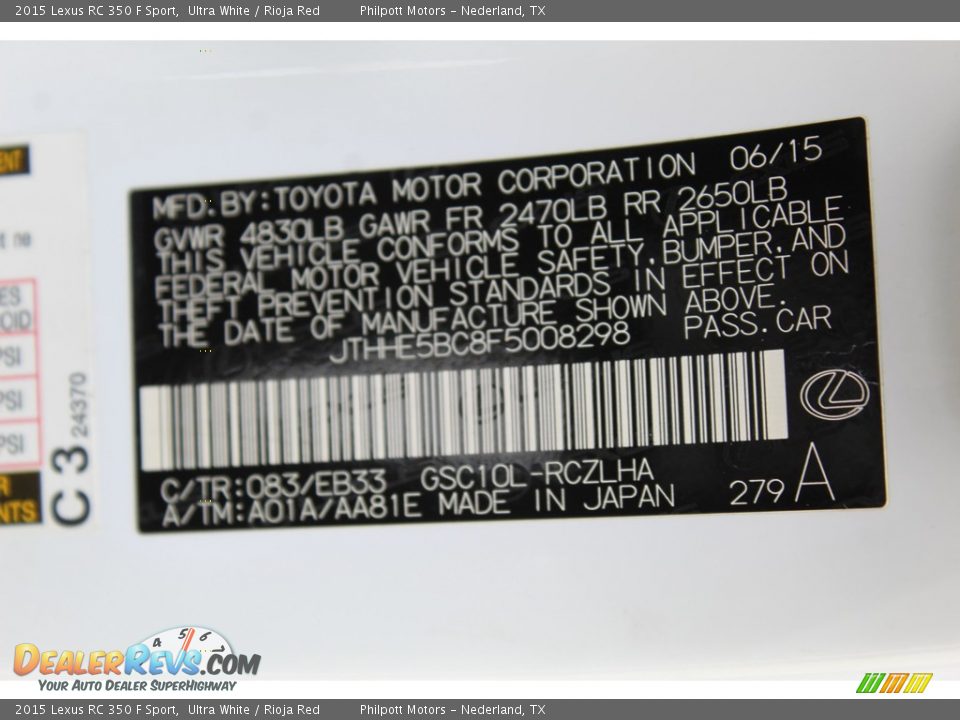 2015 Lexus RC 350 F Sport, Ultra White / Rioja Red Philpott Motors - Nederland, TX
MFD.BY:TOYOTA MOTOR CORPORATION 06/15
GVWR 4830LB GAWR FR 2470LB RR 2650LB
THIS VEHICLE CONFORMS TO ALL APPLICABLE
FEDERAL MOTOR VEHICLE SAFETY,BUMPER,AND
THEFT PREVENTION STANDARDS IN EFFECT ON
THE DATE OF MANUFACTURE SHOWN ABOVE.
JTHHE5BC8F5008298 PASS.CAR
C/TR:083/EB33 GSC10L-RCZLHA
A/TM:A01A/AA81E MADE IN JAPAN 279 A
PSI
PSI
PSI
C 3 24370
4 5 6
DEALERREVS.COM
YOUR AUTO DEALER SUPERHIGHWAY
2015 Lexus RC 350 F Sport, Ultra White / Rioja Red Philpott Motors - Nederland, TX